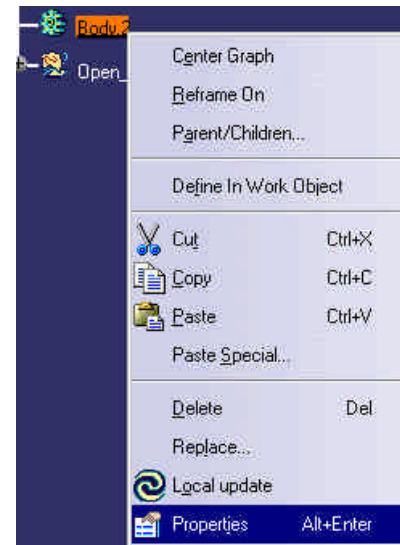 Body.2
Open_
Center Graph
Reframe On
Parent/Children...
Define In Work Object
Cut Ctrl+X
Copy Ctrl+C
Paste Ctrl+V
Paste Special...
Delete Del
Replace...
Local update
Properties Alt+Enter